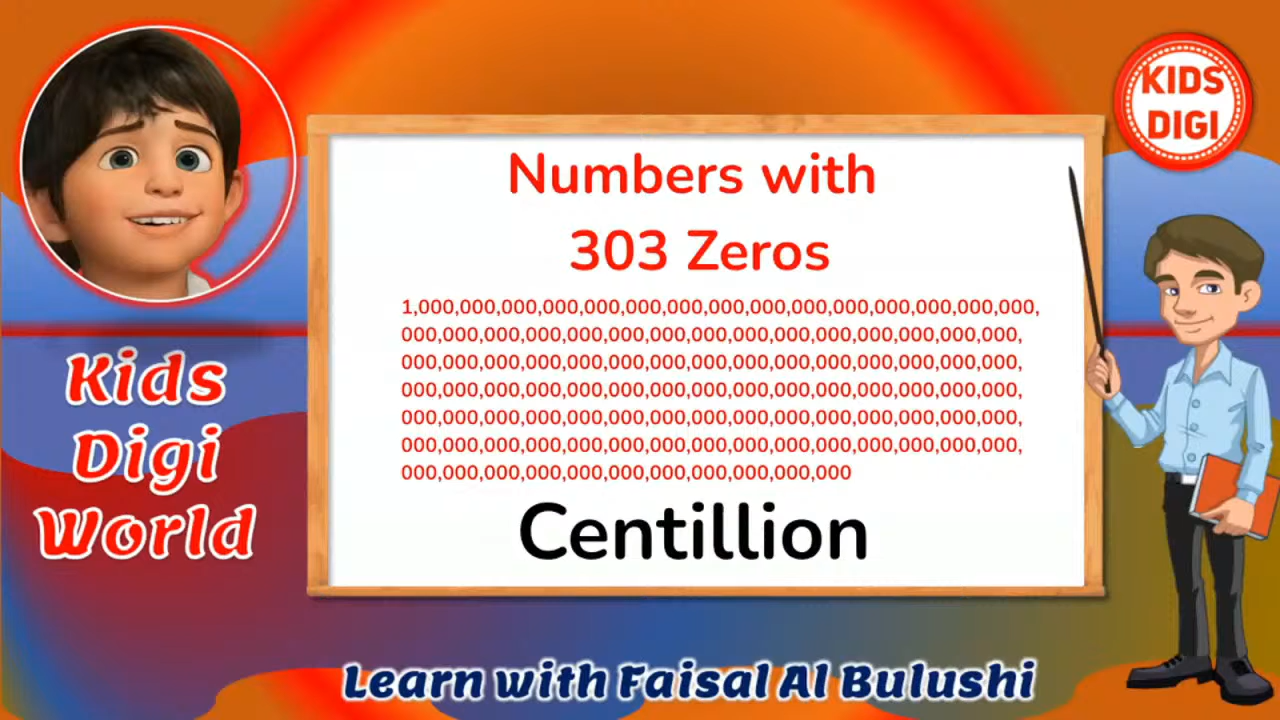 KIDS
DIGI
Numbers with
303 Zeros
1,000,000,000,000,000,000,000,000,000,000,000,000,000,000,000,
000,000,000,000,000,000,000,000,000,000,000,000,000,000,000,
000,000,000,000,000,000,000,000,000,000,000,000,000,000,000,
000,000,000,000,000,000,000,000,000,000,000,000,000,000,000,
000,000,000,000,000,000,000,000,000,000,000,000,000,000,000,
000,000,000,000,000,000,000,000,000,000,000,000,000,000,000,
000,000,000,000,000,000,000,000,000,000,000
Centillion
Kids
Digi
World
Learn with Faisal Al Bulushi